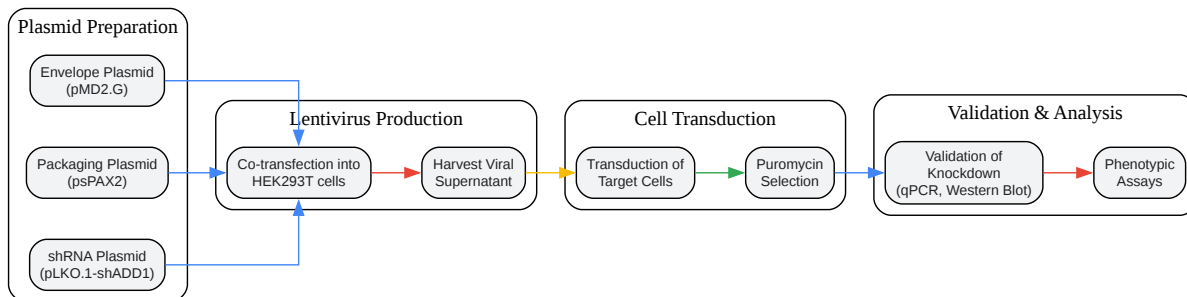 Plasmid Preparation
Envelope Plasmid
(pMD2.G)
Packaging Plasmid
(psPAX2)
shRNA Plasmid
(pLKO.1-shADD1)
Lentivirus Production
Co-transfection into
HEK293T cells
Harvest Viral
Supernatant
Cell Transduction
Transduction of
Target Cells
Puromycin
Selection
Validation & Analysis
Validation of
Knockdown
(qPCR, Western Blot)
Phenotypic
Assays